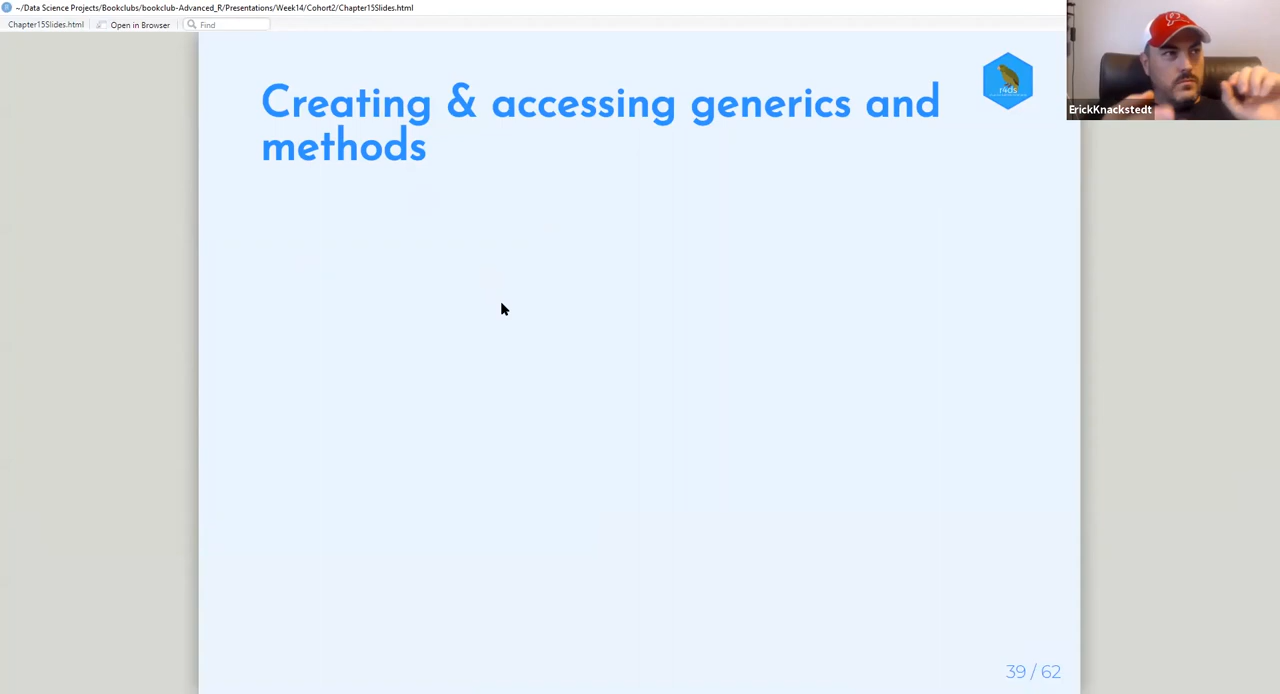 ~/Data Science Projects/Bookclubs/bookclub-Advanced_R/Presentations/Week14/Cohort2/Chapter15Slides.html
Chapter15Slides.html
Open in Browser
Find
Creating & accessing generics and
methods
r4ds
ErickKnackstedt
39 / 62